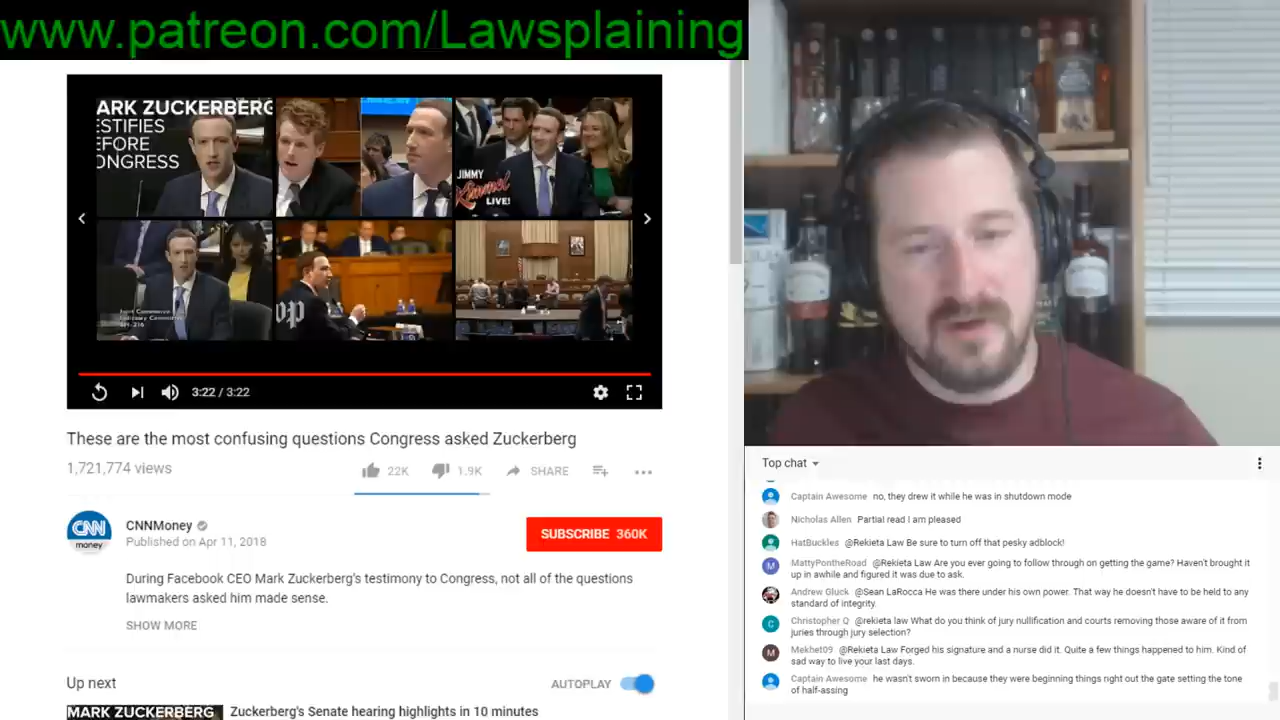 www.patreon.com/Lawsplaining
ARK ZUCKERBERG
ESTIFIES
EFORE
ONGRESS
JIMMY
Kimmel
LIVE!
op
3:22 / 3:22
These are the most confusing questions Congress asked Zuckerberg
1,721,774 views
22K
1.9K
SHARE
CNN
money
CNNMoney
Published on Apr 11, 2018
SUBSCRIBE 360K
During Facebook CEO Mark Zuckerberg's testimony to Congress, not all of the questions
lawmakers asked him made sense.
SHOW MORE
Up next
AUTOPLAY
MARK ZUCKERBERG
Zuckerberg's Senate hearing highlights in 10 minutes
Top chat
Captain Awesome no, they drew it while he was in shutdown mode
Nicholas Allen Partial read I am pleased
HatBuckles @Rekieta Law Be sure to turn off that pesky adblock!
M
MattyPontheRoad @Rekieta Law Are you ever going to follow through on getting the game? Haven't brought it
up in awhile and figured it was due to ask.
Andrew Gluck @Sean LaRocca He was there under his own power. That way he doesn't have to be held to any
standard of integrity
C
Christopher Q @rekieta law What do you think of jury nullification and courts removing those aware of it from
juries through jury selection?
M
Mekhet09 @Rekieta Law Forged his signature and a nurse did it. Quite a few things happened to him. Kind of
sad way to live your last days.
Captain Awesome he wasn't sworn in because they were beginning things right out the gate setting the tone
of half-assing